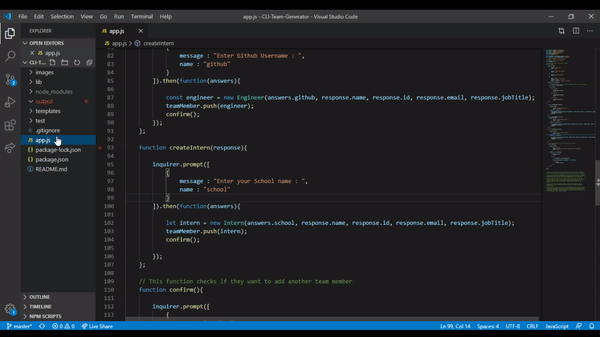 File Edit Selection View Go Run Terminal Help
app.js - CLI-Team-Generator - Visual Studio Code
EXPLORER
OPEN EDITORS
app.js
CLI-T...
images
lib
node_modules
output
templates
test
.gitignore
JS app.js
{} package-lock.json
{} package.json
README.md
OUTLINE
TIMELINE
NPM SCRIPTS
JS app.js
JS app.js > createIntern
82 {
83 message : "Enter Github Username : ",
84 name : "github"
85 }
86 ]).then(function(answers){
87
88 const engineer = new Engineer(answers.github, response.name, response.id, response.email, response.jobTitle);
89 teamMember.push(engineer);
90 confirm();
91 });
92 };
93 function createIntern(response){
94
95 inquirer.prompt([
96 {
97 message : "Enter your School name : ",
98 name : "school"
99 }
100 ]).then(function(answers){
101
102 let intern = new Intern(answers.school, response.name, response.id, response.email, response.jobTitle);
103 teamMember.push(intern);
104 confirm();
105
106 });
107 };
108
109 // This function checks if they want to add another team member
110 function confirm(){
111
112 inquirer.prompt([
113 {
master* 0 0 Live Share
Ln 99, Col 14 Spaces: 4 UTF-8 CRLF JavaScript